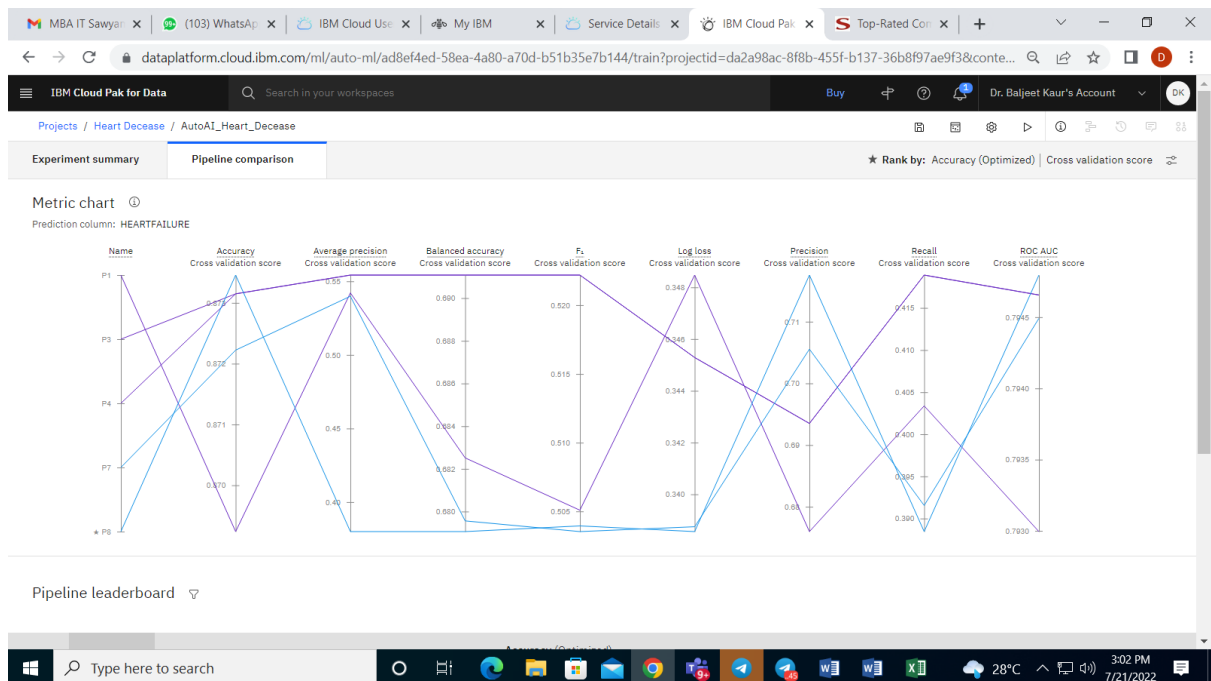 MBA IT Sawyar
(103) WhatsAp
IBM Cloud Use
My IBM
Service Details
IBM Cloud Pak
Top-Rated Con
dataplatform.cloud.ibm.com/ml/auto-ml/ad8ef4ed-58ea-4a80-a70d-b51b35e7b144/train?projectid=da2a98ac-8f8b-455f-b137-36b8f97ae9f3&conte...
D
IBM Cloud Pak for Data
Search in your workspaces
Buy
1
Dr. Baljeet Kaur's Account
DK
Projects / Heart Decease / AutoAI_Heart_Decease
Experiment summary
Pipeline comparison
★ Rank by: Accuracy (Optimized) | Cross validation score
Metric chart
Prediction column: HEARTFAILURE
Name
Accuracy
Cross validation score
Average precision
Cross validation score
Balanced accuracy
Cross validation score
F₁
Cross validation score
Log loss
Cross validation score
Precision
Cross validation score
Recall
Cross validation score
ROC AUC
Cross validation score
P1
P3
P4
P7
★ P8
0.873
0.872
0.871
0.870
0.55
0.50
0.45
0.40
0.690
0.688
0.686
0.684
0.682
0.680
0.520
0.515
0.510
0.505
0.348
0.346
0.344
0.342
0.340
0.71
0.70
0.69
0.68
0.415
0.410
0.405
0.400
0.395
0.390
0.7945
0.7940
0.7935
0.7930
Pipeline leaderboard
Accuracy (Optimized)
Type here to search
9+
.45
28°C
3:02 PM
7/21/2022